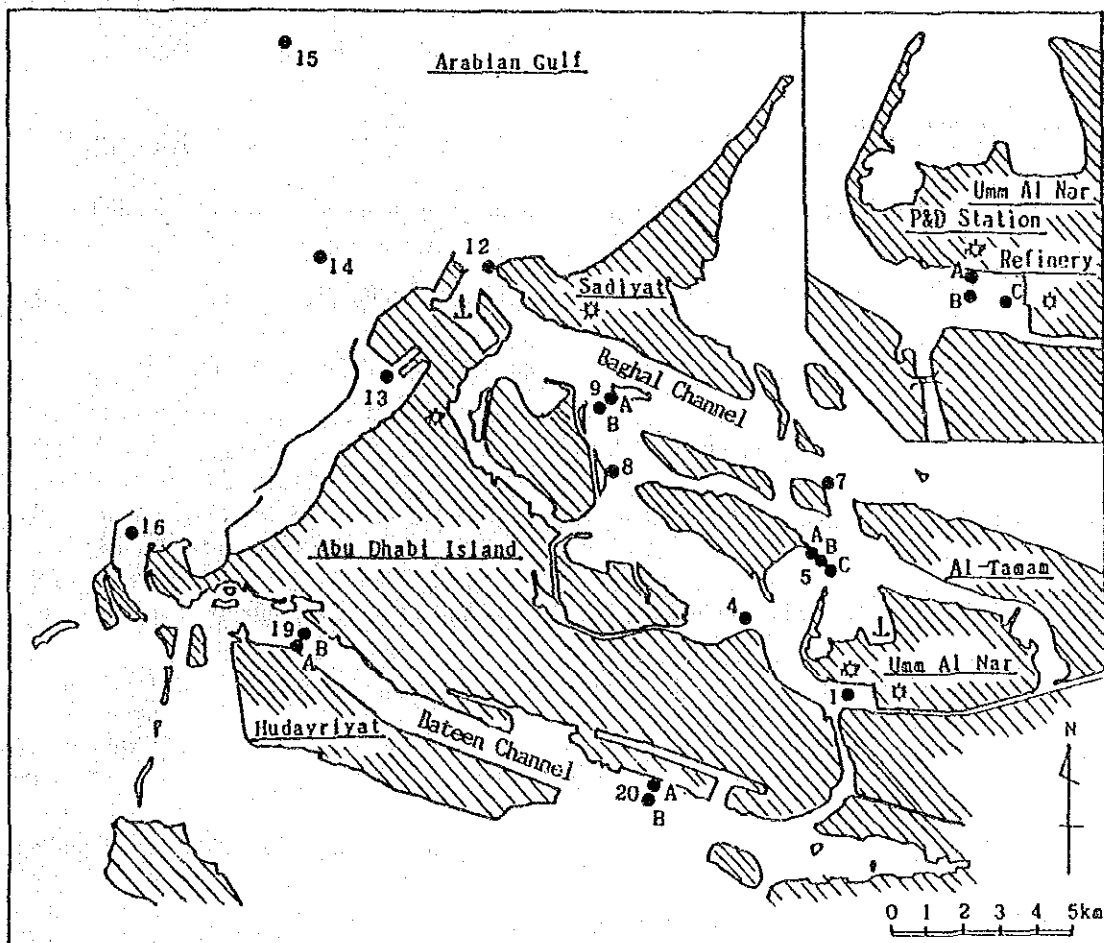 15
Arabian Gulf
Umm Al Nar
P&D Station
Refinery
A
B
C
12
14
Sadiyat
Baghal Channel
13
9
A
B
8
7
16
Abu Dhabi Island
A
B
5
C
Al-Tamam
4
19
B
A
Umm Al Nar
1
Hudayriyat
Bateen Channel
N
20
A
B
0 1 2 3 4 5km